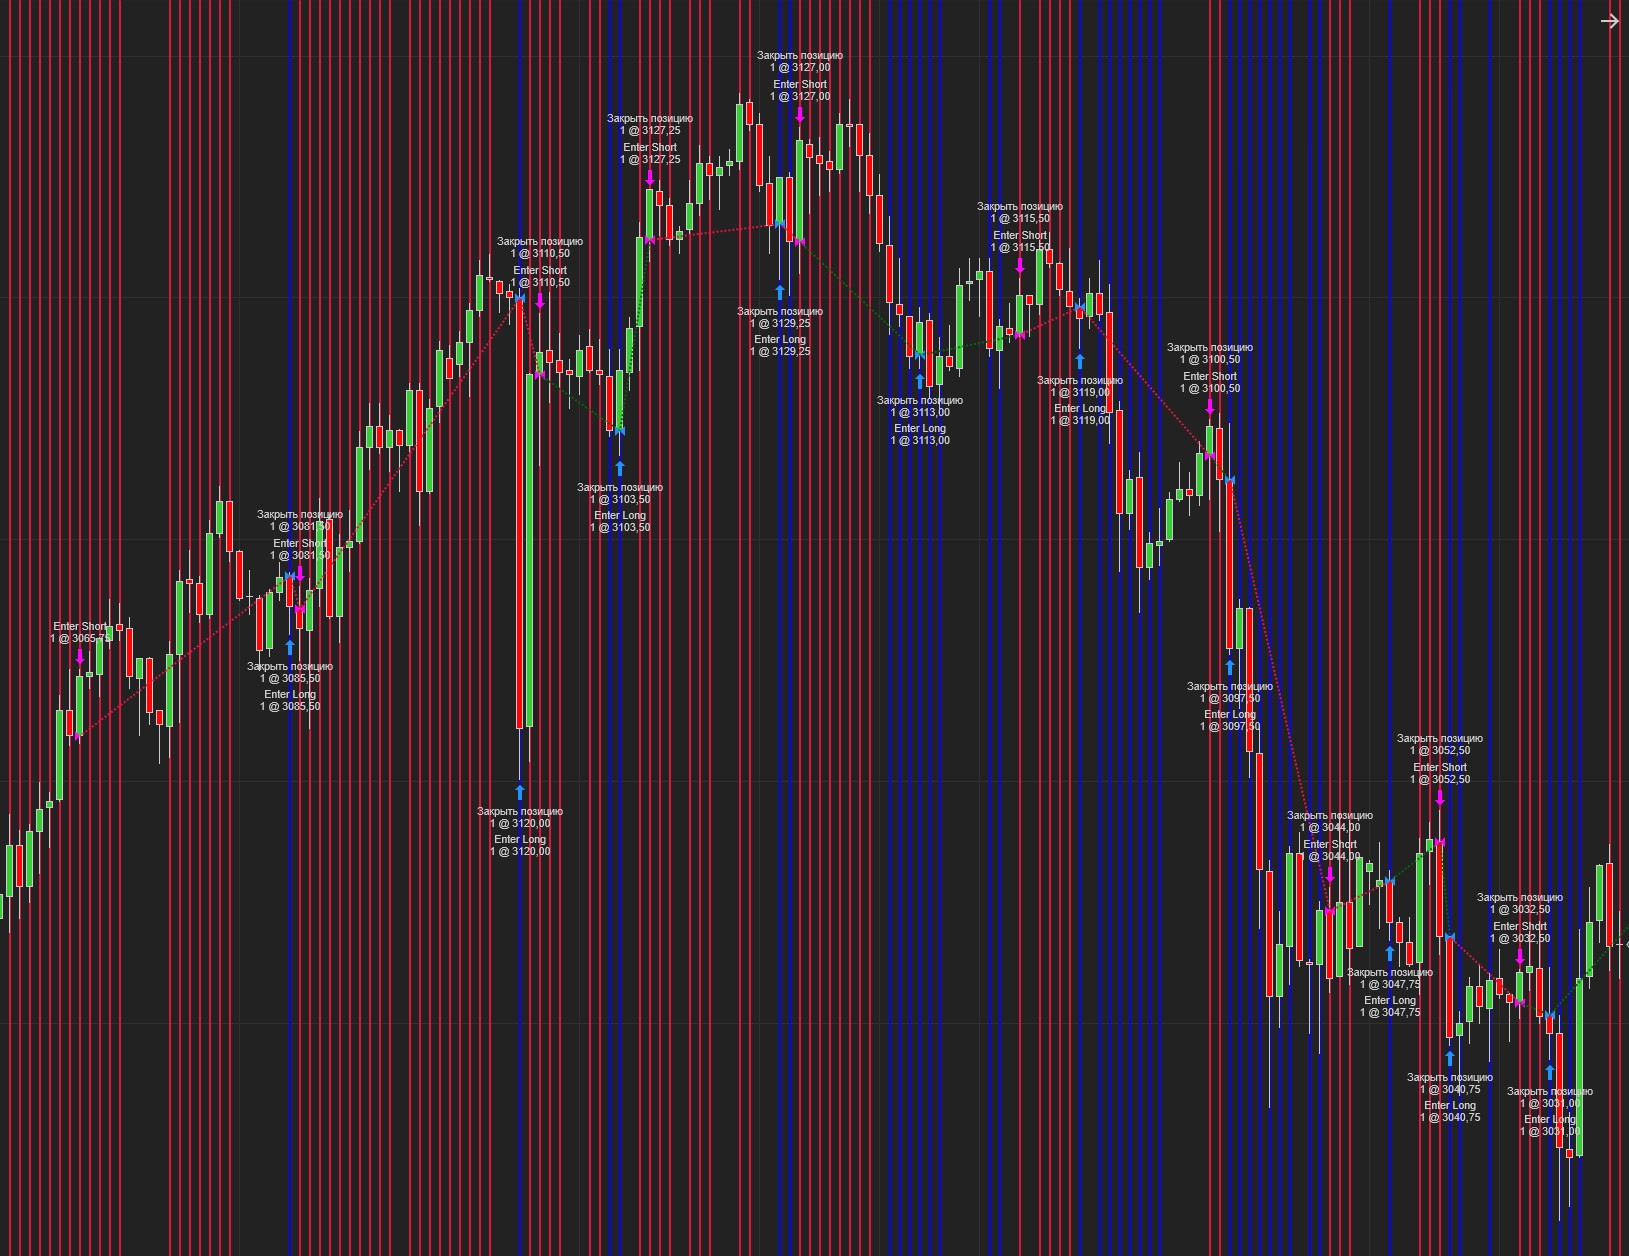 Закрыть позицию
1 @ 3127,00
Enter Short
1 @ 3127,00
Закрыть позицию
1 @ 3127,25
Enter Short
1 @ 3127,25
Закрыть позицию
1 @ 3115,50
Enter Short
1 @ 3115,50
Закрыть позицию
1 @ 3110,50
Enter Short
1 @ 3110,50
Закрыть позицию
1 @ 3129,25
Enter Long
1 @ 3129,25
Закрыть позицию
1 @ 3100,50
Enter Short
1 @ 3100,50
Закрыть позицию
1 @ 3119,00
Enter Long
1 @ 3119,00
Закрыть позицию
1 @ 3113,00
Enter Long
1 @ 3113,00
Закрыть позицию
1 @ 3103,50
Enter Long
1 @ 3103,50
Закрыть позицию
1 @ 3081,50
Enter Short
1 @ 3081,50
Enter Short
1 @ 3065,75
Закрыть позицию
1 @ 3085,50
Enter Long
1 @ 3085,50
Закрыть позицию
1 @ 3097,50
Enter Long
1 @ 3097,50
Закрыть позицию
1 @ 3052,50
Enter Short
1 @ 3052,50
Закрыть позицию
1 @ 3120,00
Enter Long
1 @ 3120,00
Закрыть позицию
1 @ 3044,00
Enter Short
1 @ 3044,00
Закрыть позицию
1 @ 3032,50
Enter Short
1 @ 3032,50
Закрыть позицию
1 @ 3047,75
Enter Long
1 @ 3047,75
Закрыть позицию
1 @ 3040,75
Enter Long
1 @ 3040,75
Закрыть позицию
1 @ 3031,00
Enter Long
1 @ 3031,00